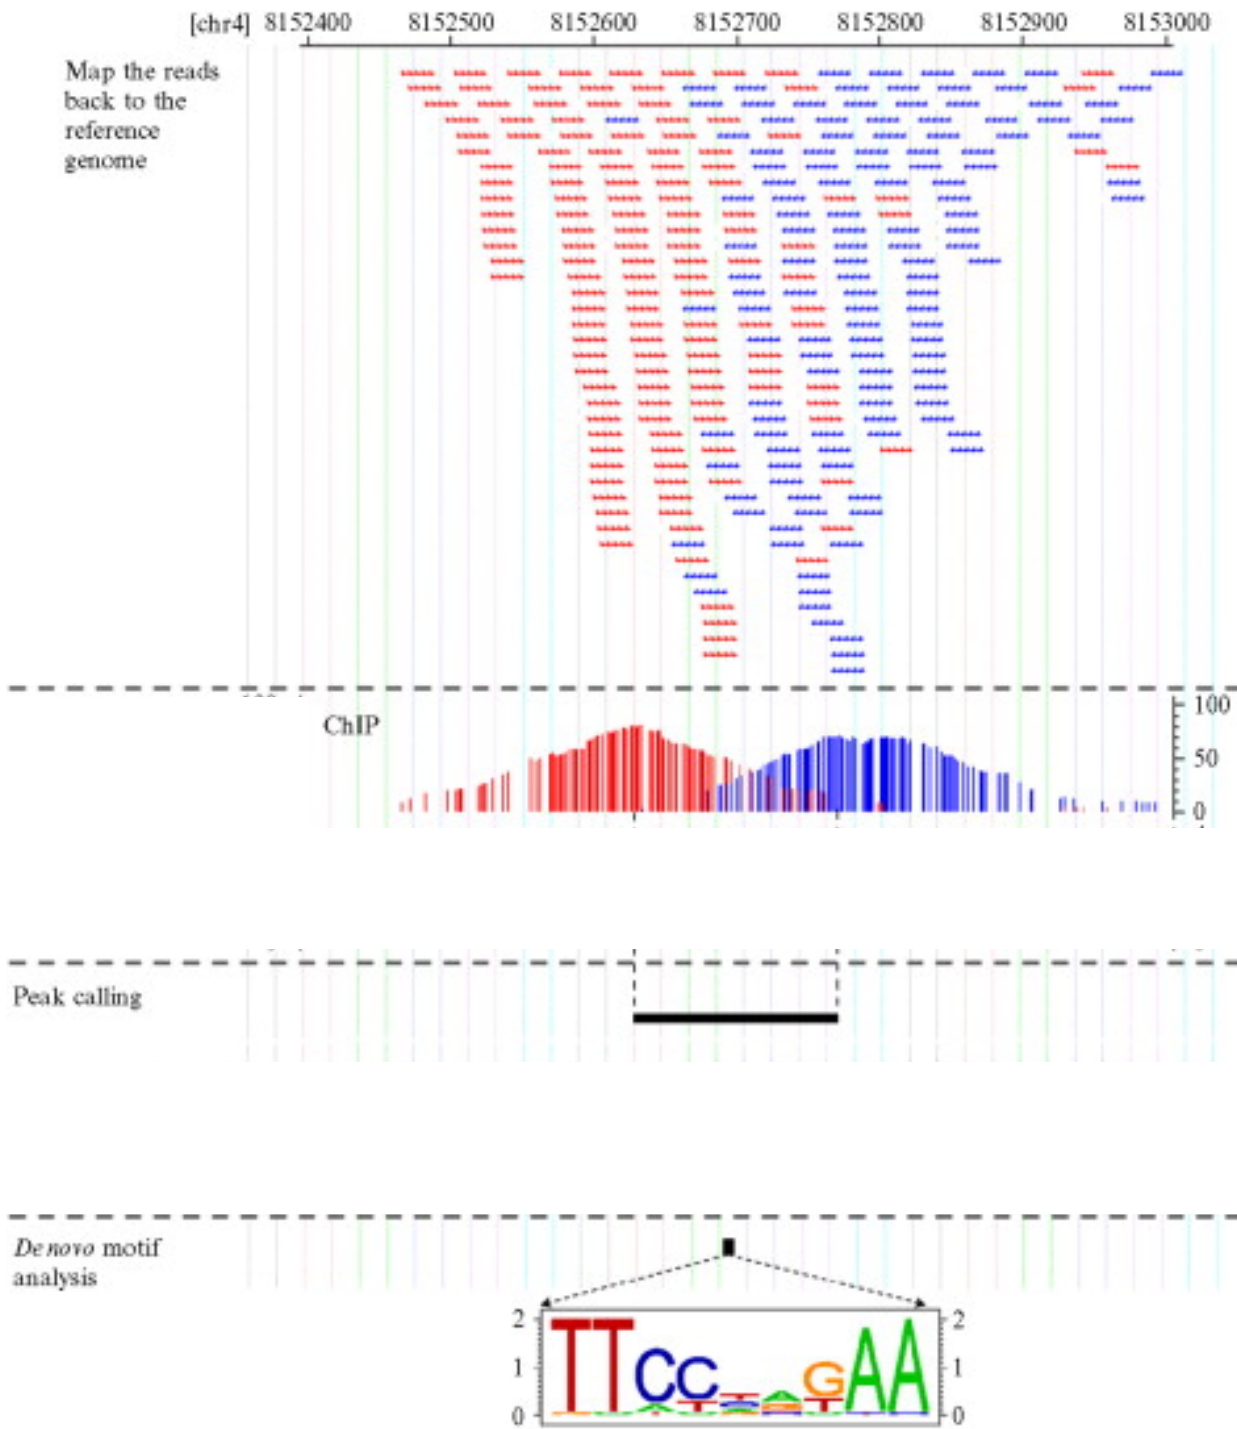 [chr4] 8152400 8152500 8152600 8152700 8152800 8152900 8153000
Map the reads
back to the
reference
genome
ChIP
100
50
0
Peak calling
De novo motif
analysis
2 2
1 1
0 0
TTCC GAA